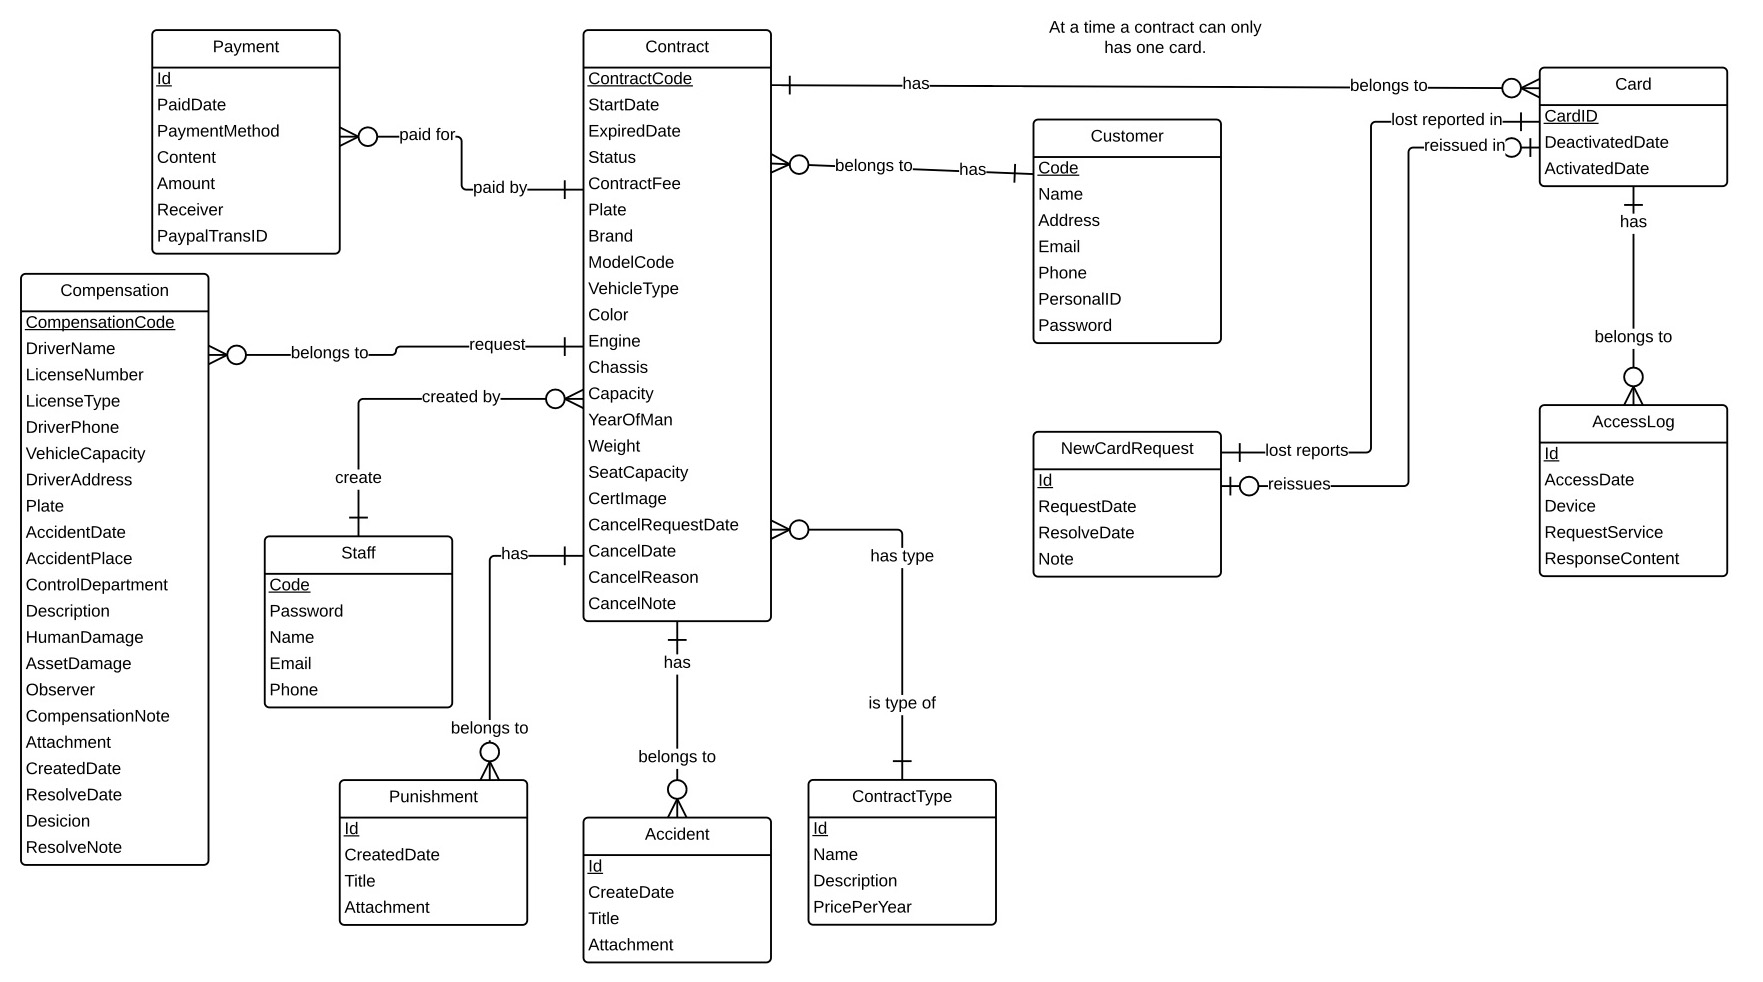 At a time a contract can only
has one card.
Payment
Id
PaidDate
PaymentMethod
Content
Amount
Receiver
PaypalTransID
paid for
paid by
Contract
ContractCode
StartDate
ExpiredDate
Status
ContractFee
Plate
Brand
ModelCode
VehicleType
Color
Engine
Chassis
Capacity
YearOfMan
Weight
SeatCapacity
CertImage
CancelRequestDate
CancelDate
CancelReason
CancelNote
has
belongs to
Card
CardID
DeactivatedDate
ActivatedDate
lost reported in
reissued in
belongs to
has
Customer
Code
Name
Address
Email
Phone
PersonalID
Password
has
belongs to
Compensation
CompensationCode
DriverName
LicenseNumber
LicenseType
DriverPhone
VehicleCapacity
DriverAddress
Plate
AccidentDate
AccidentPlace
ControlDepartment
Description
HumanDamage
AssetDamage
Observer
CompensationNote
Attachment
CreatedDate
ResolveDate
Desicion
ResolveNote
belongs to
request
created by
create
Staff
Code
Password
Name
Email
Phone
NewCardRequest
Id
RequestDate
ResolveDate
Note
lost reports
reissues
AccessLog
Id
AccessDate
Device
RequestService
ResponseContent
has
belongs to
Punishment
Id
CreatedDate
Title
Attachment
has
belongs to
Accident
Id
CreateDate
Title
Attachment
has type
is type of
ContractType
Id
Name
Description
PricePerYear